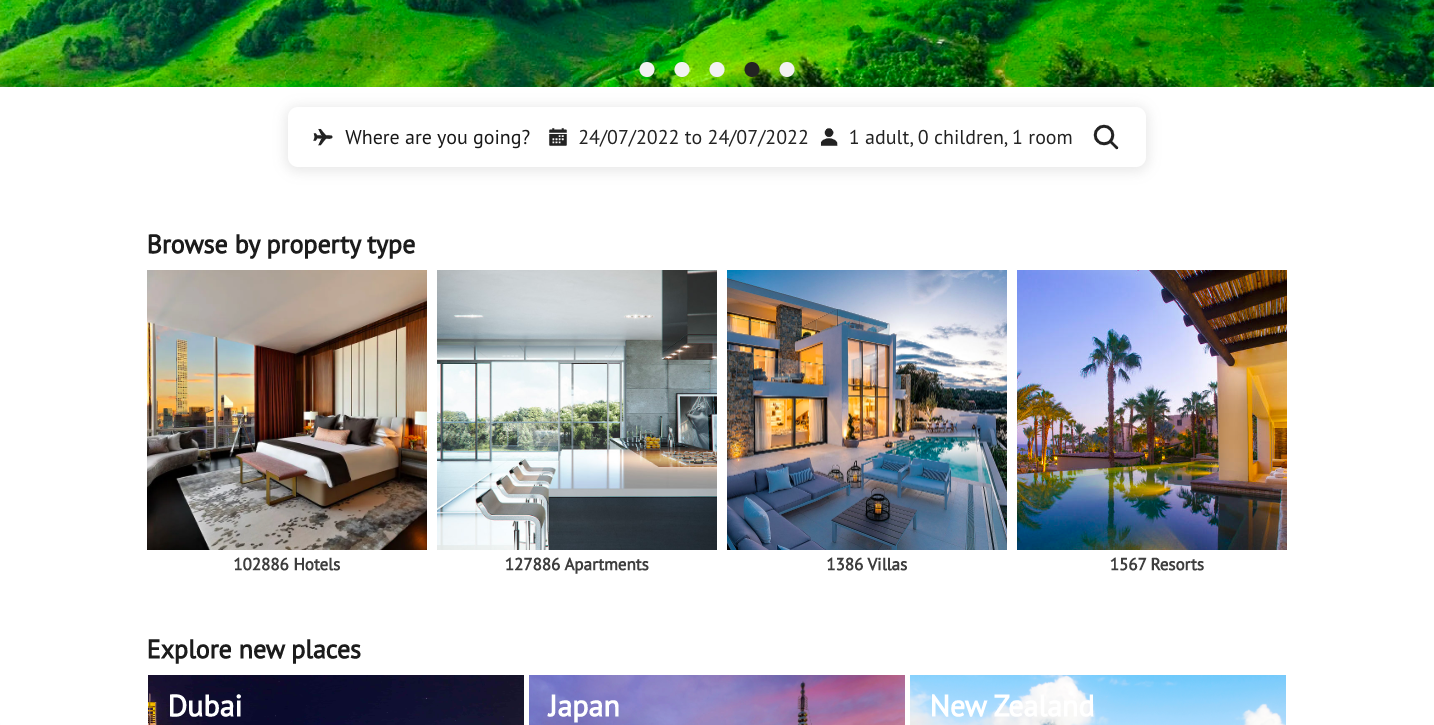 Where are you going? 24/07/2022 to 24/07/2022 1 adult, 0 children, 1 room
Browse by property type
102886 Hotels 127886 Apartments 1386 Villas 1567 Resorts
Explore new places
Dubai Japan New Zealand